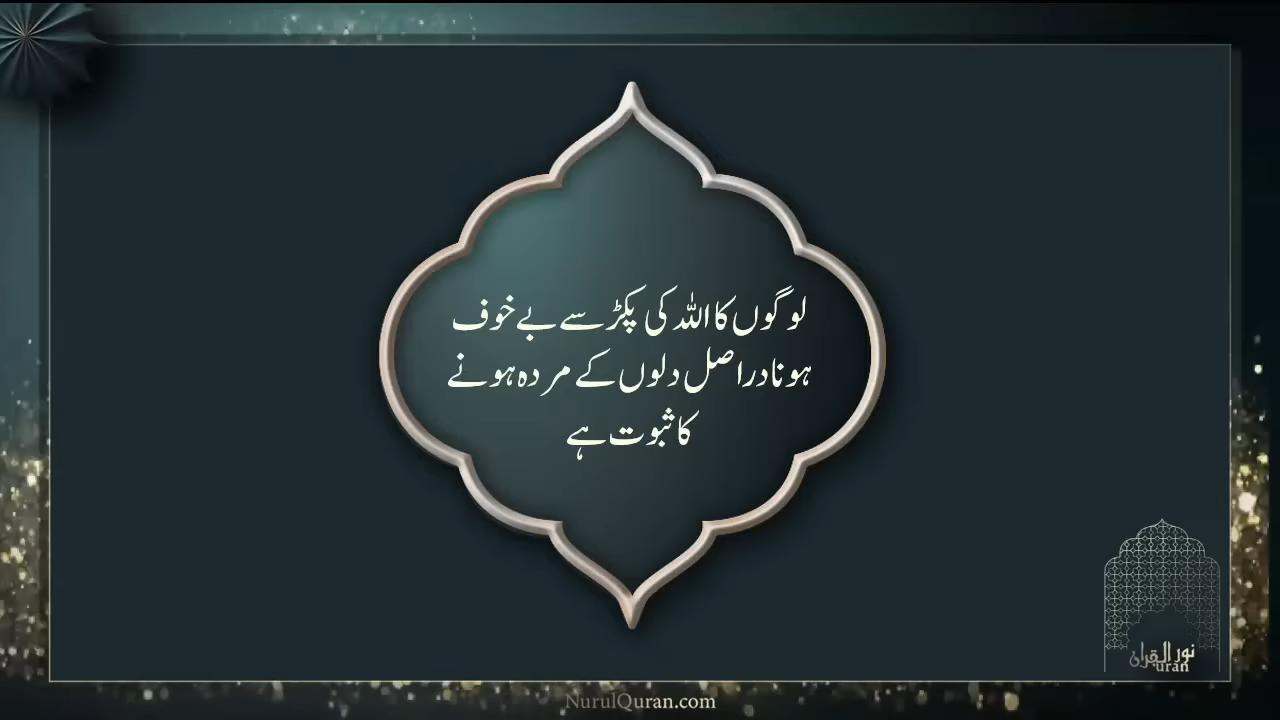 لوگوں کا اللہ کی پکڑ سے بے خوف
ہونا دراصل دلوں کے مردہ ہونے
کا ثبوت ہے
نور القرآن
uran
NurulQuran.com